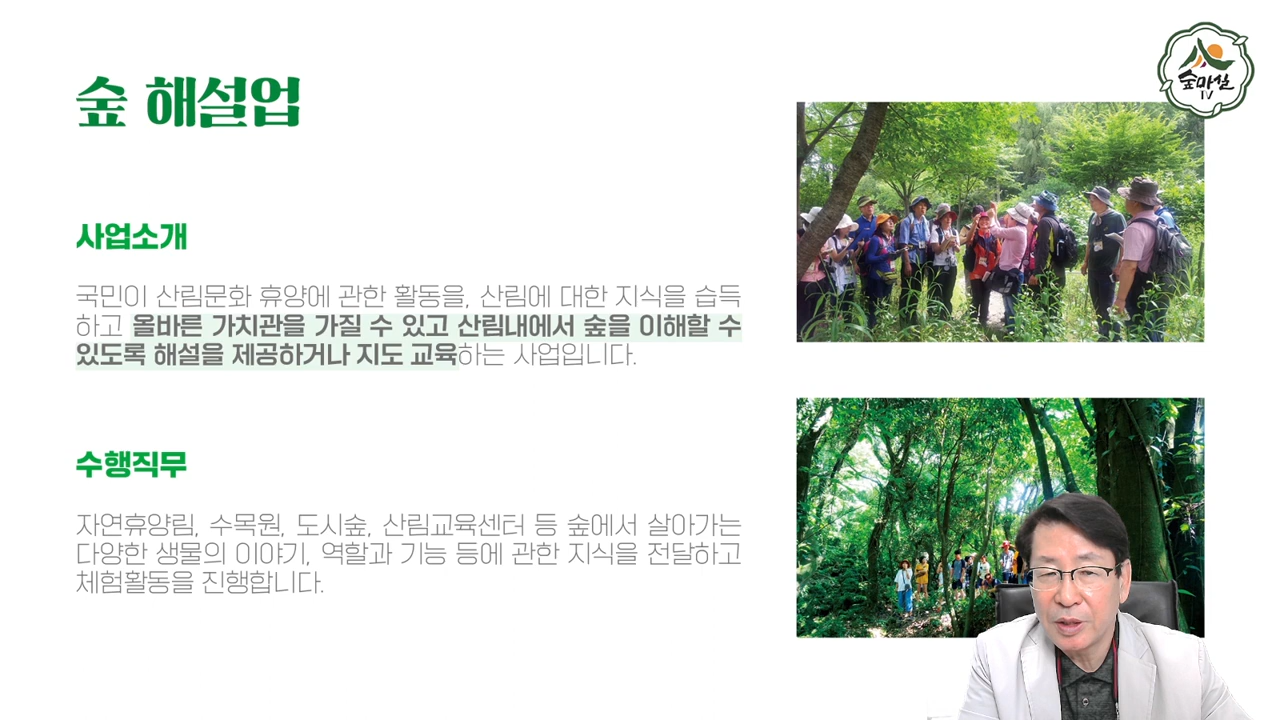 숲 해설업
숲마실
TV
사업소개
국민이 산림문화 휴양에 관한 활동을, 산림에 대한 지식을 습득
하고 올바른 가치관을 가질 수 있고 산림내에서 숲을 이해할 수
있도록 해설을 제공하거나 지도 교육하는 사업입니다.
수행직무
자연휴양림, 수목원, 도시숲, 산림교육센터 등 숲에서 살아가는
다양한 생물의 이야기, 역할과 기능 등에 관한 지식을 전달하고
체험활동을 진행합니다.